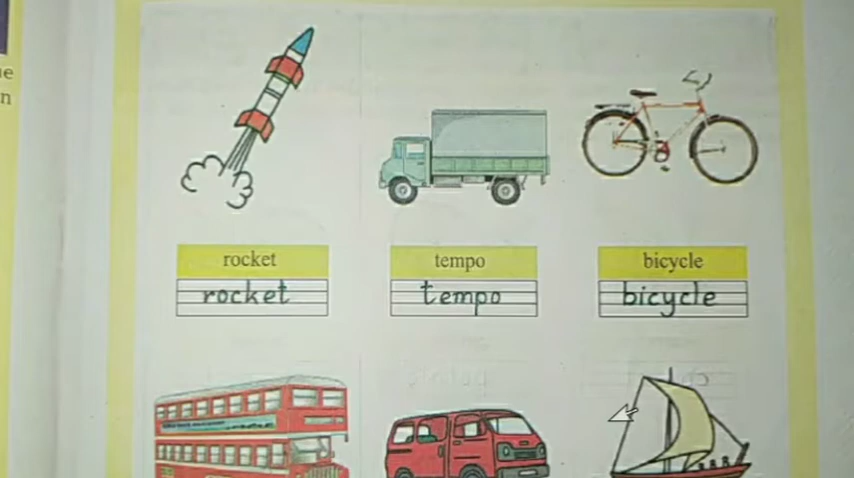 rocket
tempo
bicycle
rocket
tempo
bicycle